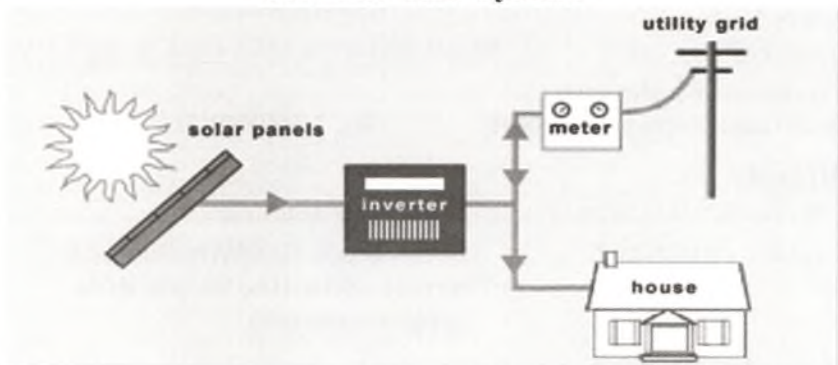 utility grid
solar panels
meter
inverter
house